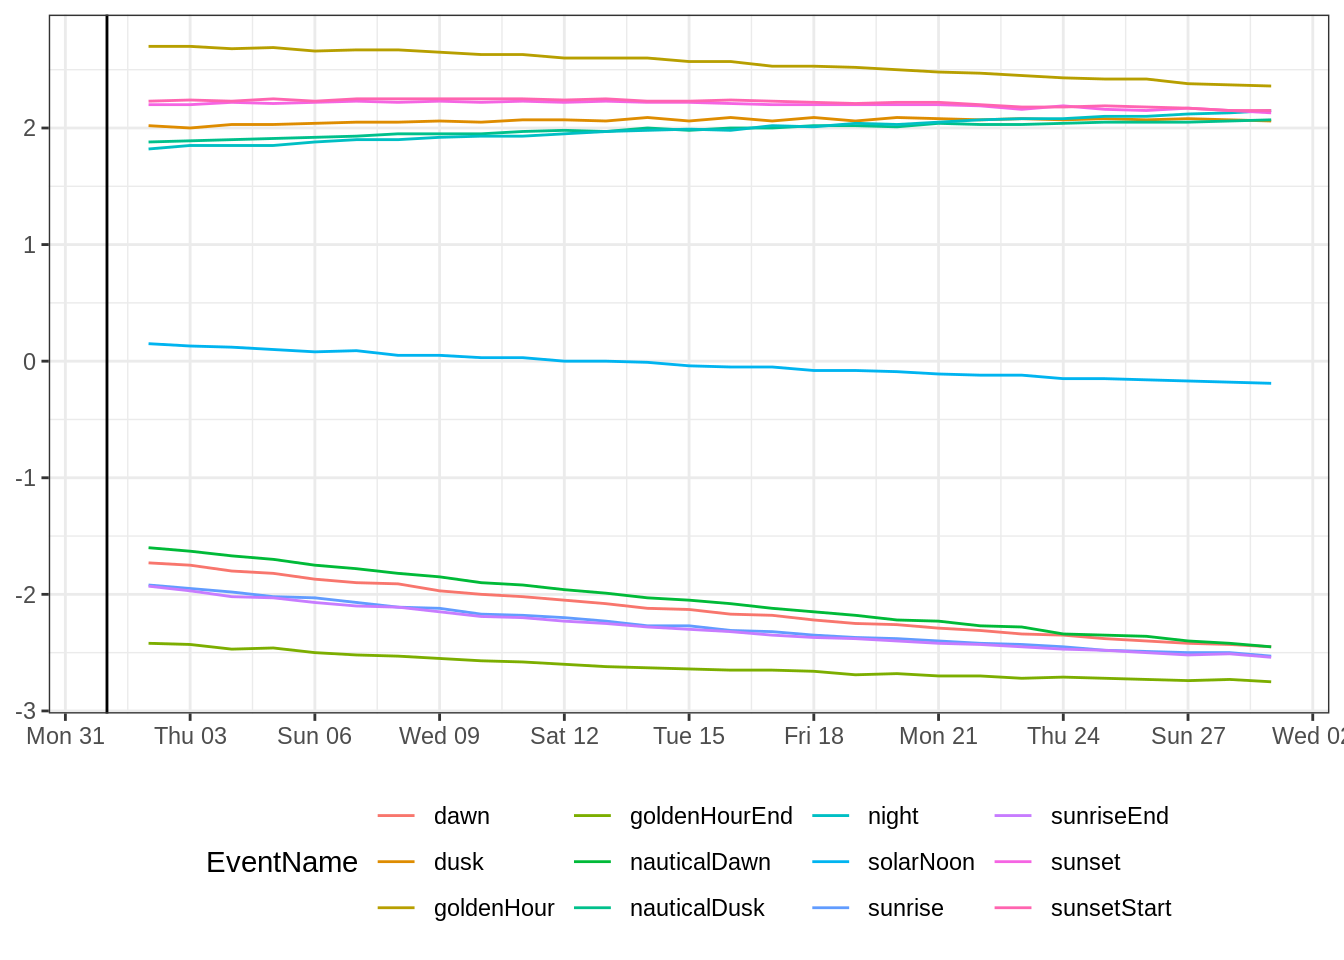 2
1
0
-1
-2
-3
Mon 31 Thu 03 Sun 06 Wed 09 Sat 12 Tue 15 Fri 18 Mon 21 Thu 24 Sun 27 Wed 02
EventName
dawn goldenHourEnd night sunriseEnd
dusk nauticalDawn solarNoon sunset
goldenHour nauticalDusk sunrise sunsetStart